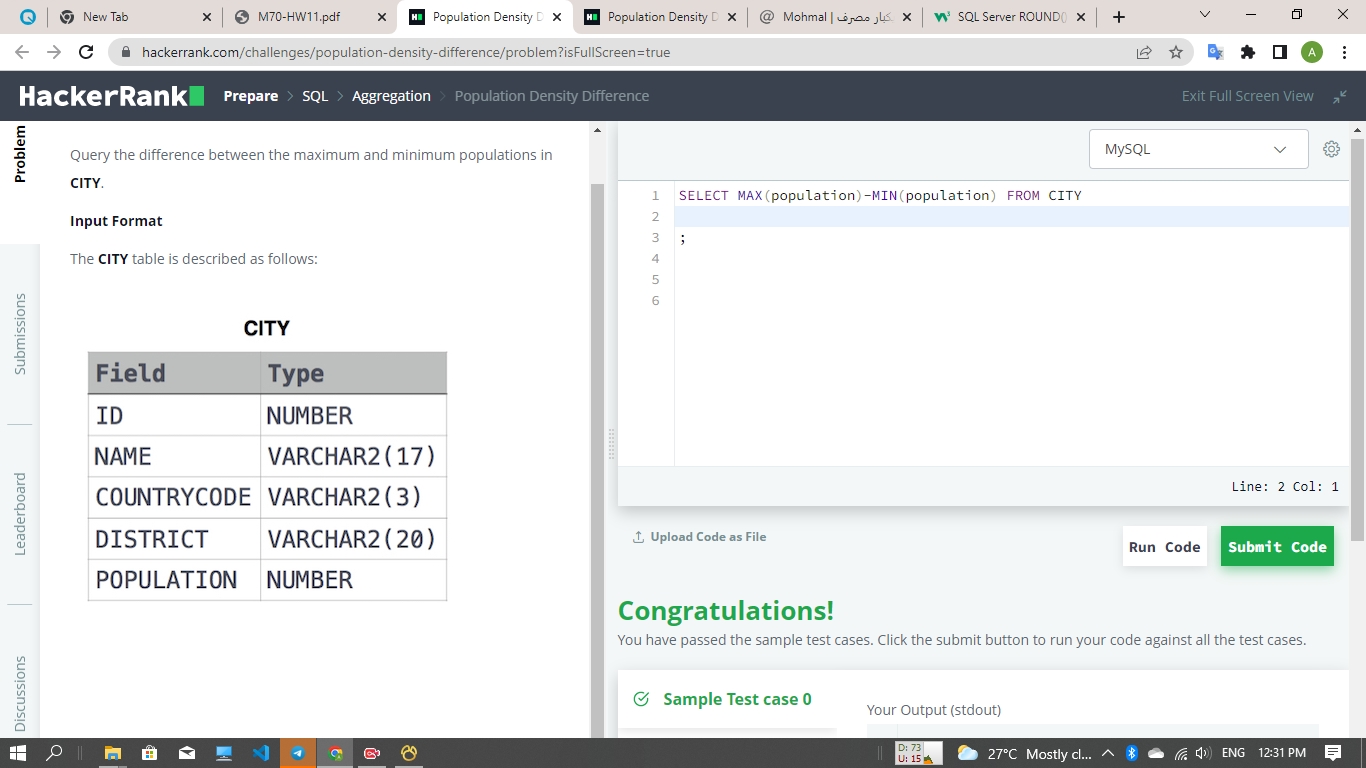 New Tab
M70-HW11.pdf
Population Density D
Population Density D
Mohmal | یکبار مصرف
SQL Server ROUND()
hackerrank.com/challenges/population-density-difference/problem?isFullScreen=true
A
HackerRank
Prepare > SQL > Aggregation > Population Density Difference
Exit Full Screen View
Problem
Submissions
Leaderboard
Discussions
Query the difference between the maximum and minimum populations in
CITY.
Input Format
The CITY table is described as follows:
CITY
Field Type
ID NUMBER
NAME VARCHAR2(17)
COUNTRYCODE VARCHAR2(3)
DISTRICT VARCHAR2(20)
POPULATION NUMBER
MySQL
1 SELECT MAX(population)-MIN(population) FROM CITY
2
3 ;
4
5
6
Line: 2 Col: 1
Upload Code as File
Run Code
Submit Code
Congratulations!
You have passed the sample test cases. Click the submit button to run your code against all the test cases.
Sample Test case 0
Your Output (stdout)
D: 73
U: 15
27°C Mostly cl...
ENG
12:31 PM